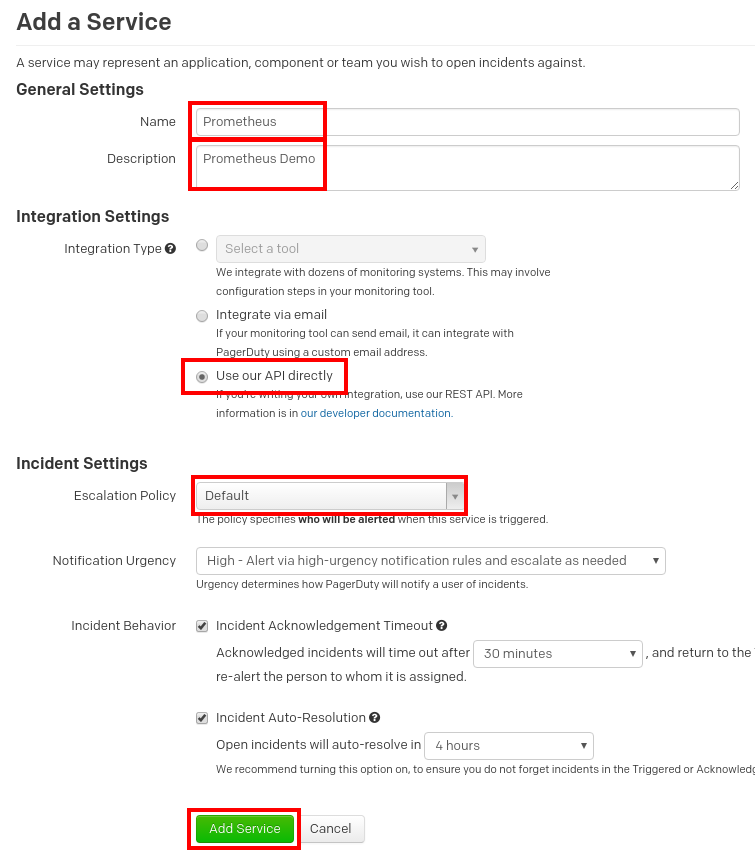 Add a Service
A service may represent an application, component or team you wish to open incidents against.
General Settings
Name
Prometheus
Description
Prometheus Demo
Integration Settings
Integration Type
Select a tool
We integrate with dozens of monitoring systems. This may involve
configuration steps in your monitoring tool.
Integrate via email
If your monitoring tool can send email, it can integrate with
PagerDuty using a custom email address.
Use our API directly
If you're writing your own integration, use our REST API. More
information is in our developer documentation.
Incident Settings
Escalation Policy
Default
The policy specifies who will be alerted when this service is triggered.
Notification Urgency
High - Alert via high-urgency notification rules and escalate as needed
Urgency determines how PagerDuty will notify a user of incidents.
Incident Behavior
Incident Acknowledgement Timeout
Acknowledged incidents will time out after 30 minutes , and return to the
re-alert the person to whom it is assigned.
Incident Auto-Resolution
Open incidents will auto-resolve in 4 hours
We recommend turning this option on, to ensure you do not forget incidents in the Triggered or Acknowledg
Add Service
Cancel